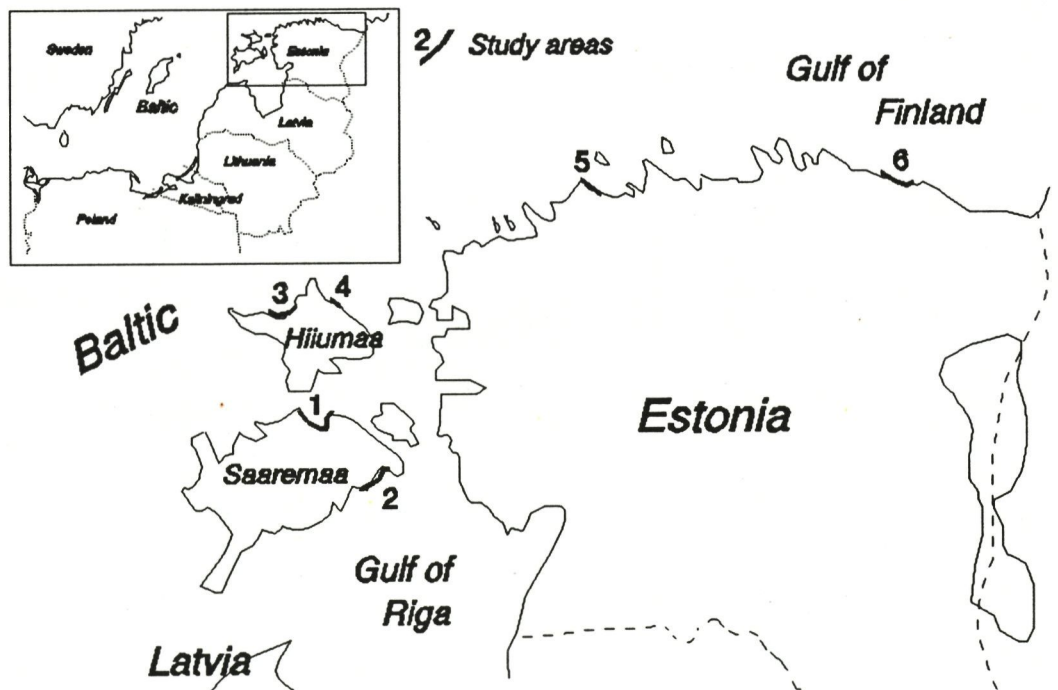 Sweden
Estonia
Baltic
Latvia
Lithuania
Kaliningrad
Poland
2 Study areas
Gulf of
Finland
5
6
3
4
Baltic
Hiiumaa
1
Estonia
Saaremaa
2
Gulf of
Riga
Latvia